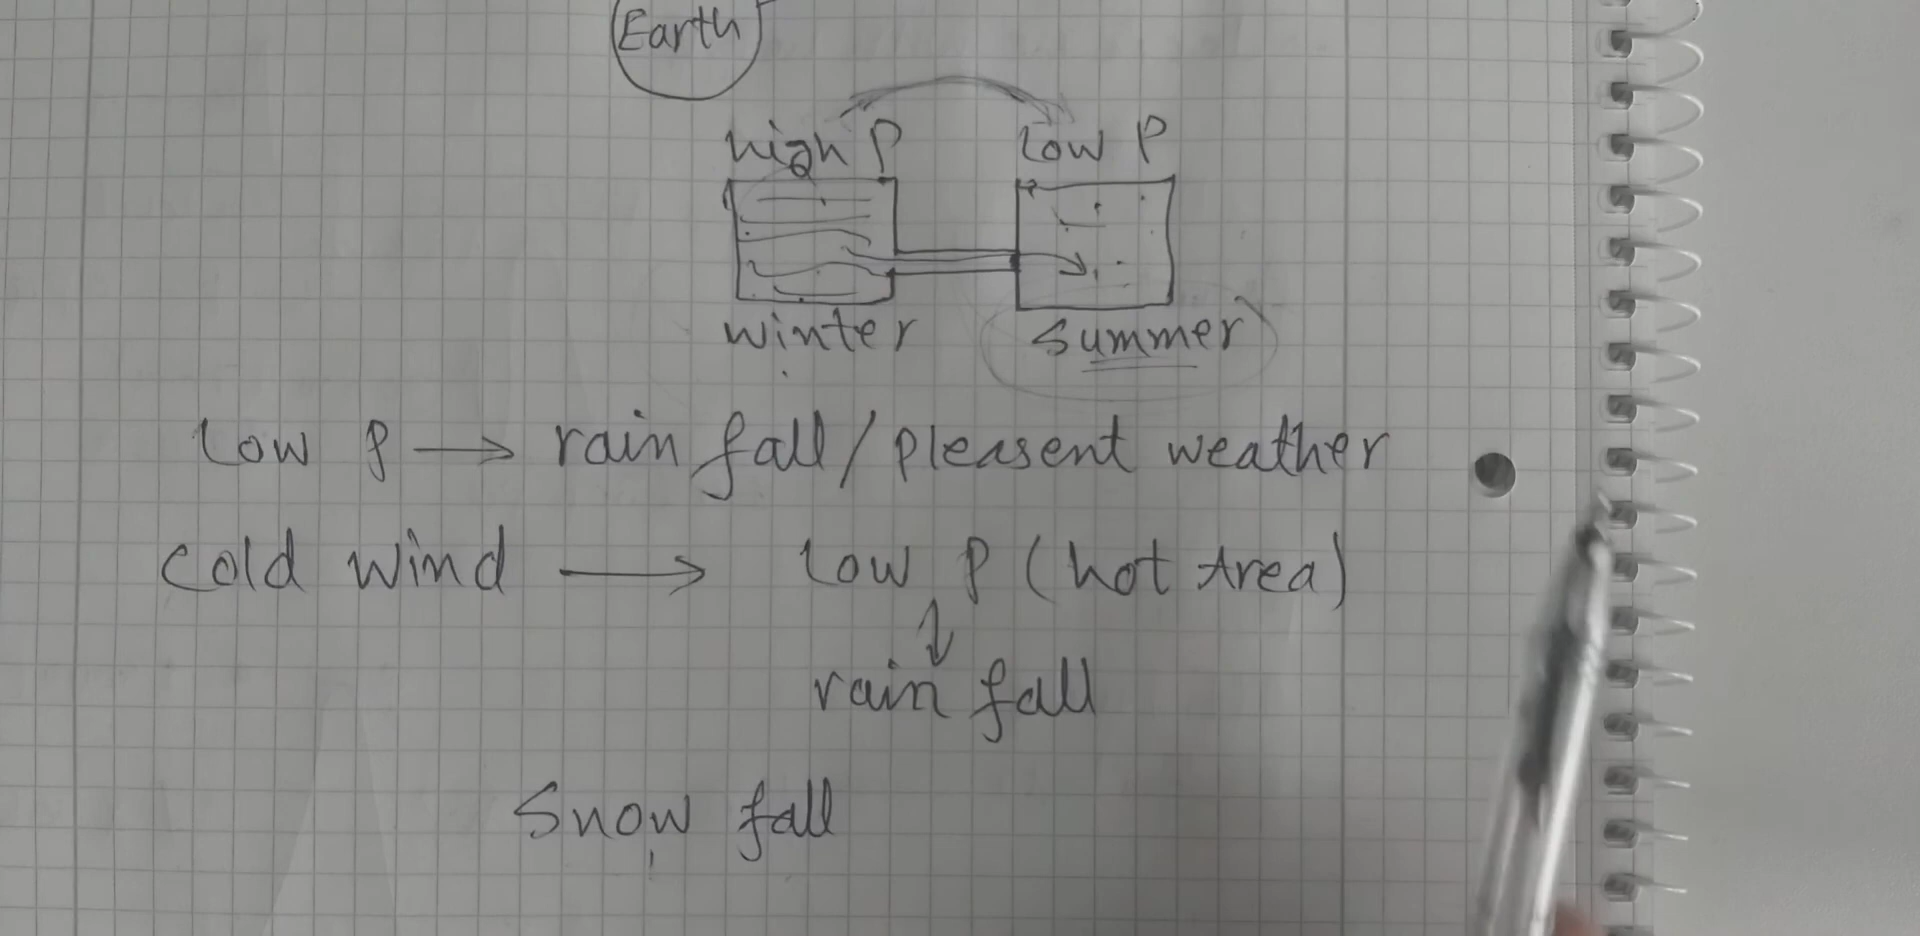 Earth
high P low P
winter summer
low P → rain fall/pleasent weather
cold wind → low P (hot Area)
↓
rain fall
Snow fall